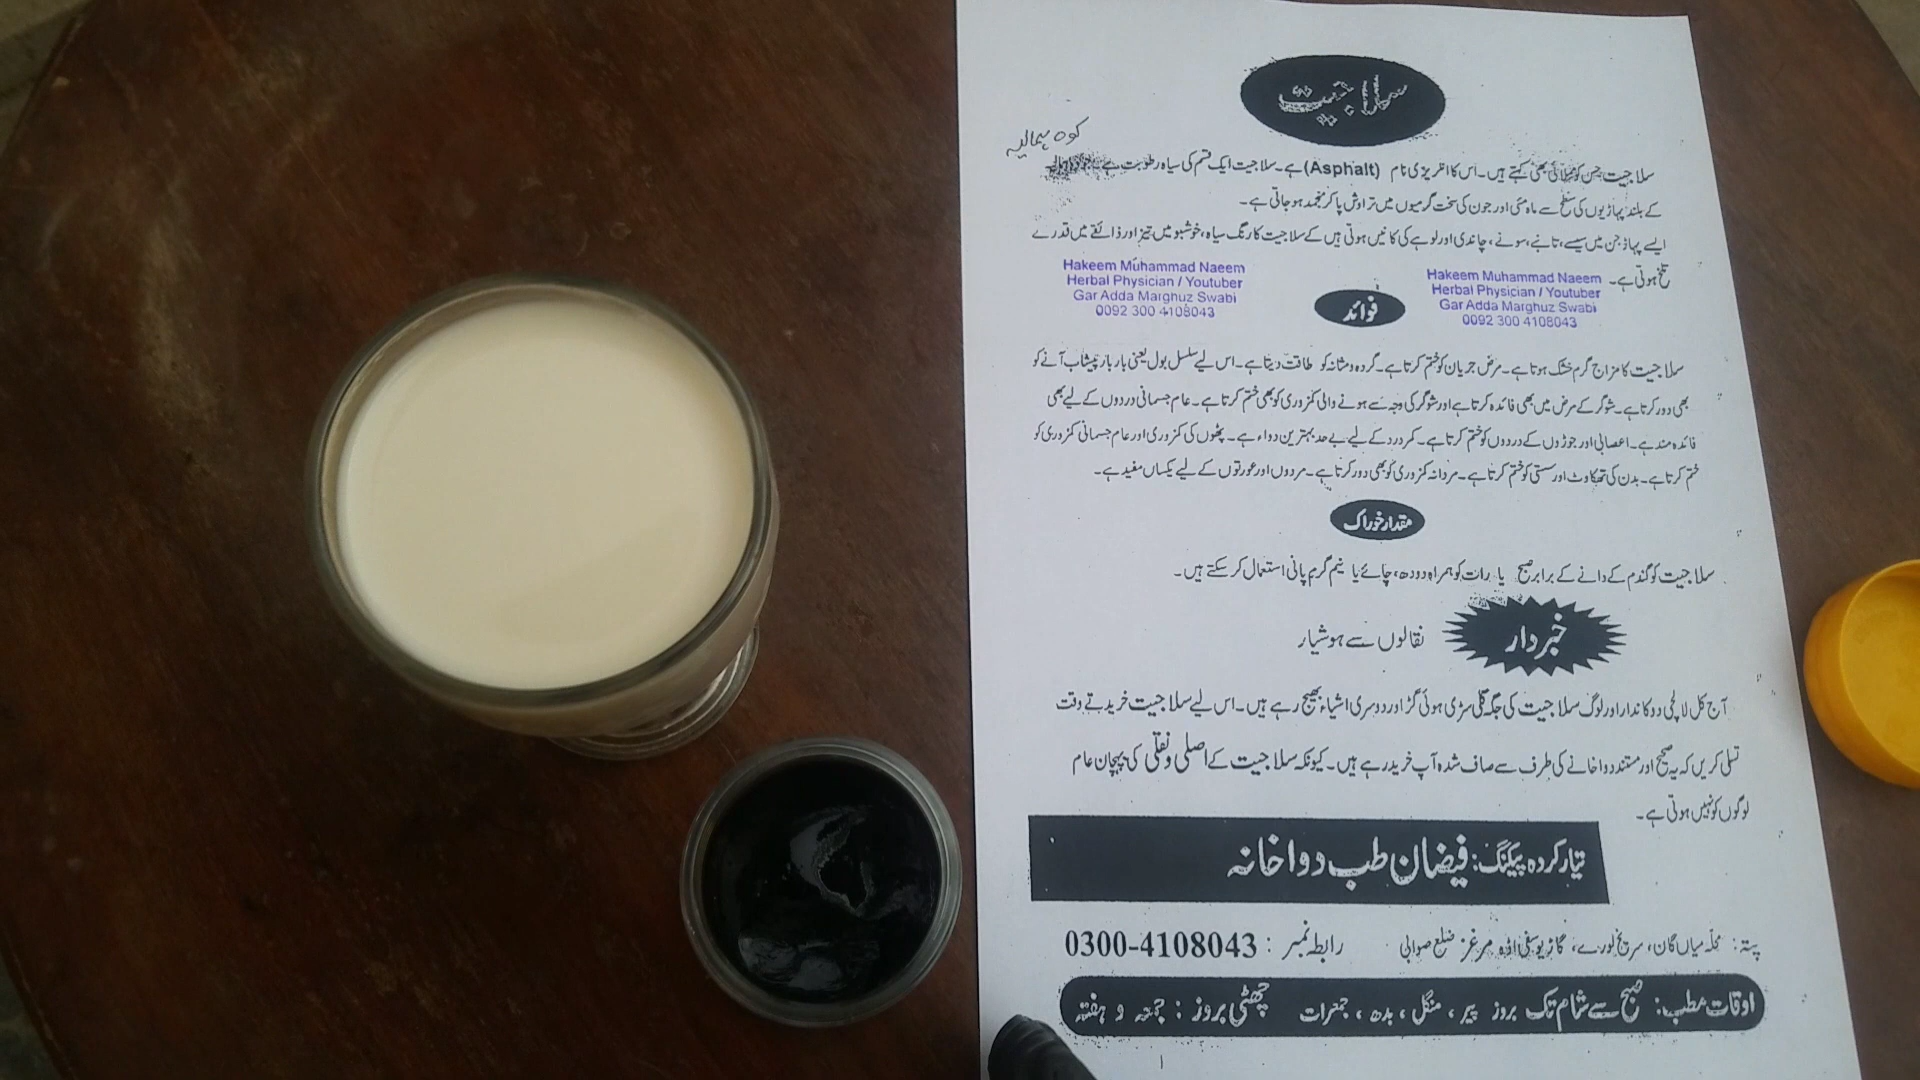 سلاجیت
کوہ ہمالیہ
سلاجیت جس کو بھی کہتے ہیں۔ اس کا انگریزی نام (Asphalt) ہے۔ سلاجیت ایک قسم کی سیاہ رطوبت ہے۔
کے بلند پہاڑیوں کی سطح سے ماہ مئی اور جون کی سخت گرمیوں میں تراوش پا کر منجمد ہو جاتی ہے۔
ایسے پہاڑ جن میں سیسے، تانبے، سونے، چاندی اور لوہے کی کانیں ہوتی ہیں کے سلاجیت کا رنگ سیاہ، خوشبو میں تیز اور ذائقے میں قدرے
تلخ ہوتی ہے۔
Hakeem Muhammad Naeem
Herbal Physician / Youtuber
Gar Adda Marghuz Swabi
0092 300 4108043
Hakeem Muhammad Naeem
Herbal Physician / Youtuber
Gar Adda Marghuz Swabi
0092 300 4108043
فوائد
سلاجیت کا مزاج گرم خشک ہوتا ہے۔ مرض جریان کو ختم کرتا ہے۔ گردہ و مثانہ کو طاقت دیتا ہے۔ اس لیے سلسل بول یعنی بار بار پیشاب آنے کو
بھی دور کرتا ہے۔ شوگر کے مرض میں بھی فائدہ کرتا ہے اور شوگر کی وجہ سے ہونے والی کمزوری کو بھی ختم کرتا ہے۔ عام جسمانی دردوں کے لیے بھی
فائدہ مند ہے۔ اعصابی اور جوڑوں کے دردوں کو ختم کرتا ہے۔ کمر درد کے لیے بے حد بہترین دواء ہے۔ پٹھوں کی کمزوری اور عام جسمانی کمزوری کو
ختم کرتا ہے۔ بدن کی تھکاوٹ اور سستی کو ختم کرتا ہے۔ مردانہ کمزوری کو بھی دور کرتا ہے۔ مردوں اور عورتوں کے لیے یکساں مفید ہے۔
مقدار خوراک
سلاجیت کو گندم کے دانے کے برابر صبح یا رات کو ہمراہ دودھ، چائے یا نیم گرم پانی استعمال کر سکتے ہیں۔
خبردار نقالوں سے ہوشیار
آج کل لالچی دوکاندار اور لوگ سلاجیت کی جگہ گلی سڑی ہوئی گڑ اور دوسری اشیاء بھیج رہے ہیں۔ اس لیے سلاجیت خریدتے وقت
تسلی کریں کہ یہ صحیح اور مستند دواخانے کی طرف سے صاف شدہ آپ خرید رہے ہیں۔ کیونکہ سلاجیت کے اصلی و نقلی کی پہچان عام
لوگوں کو نہیں ہوتی ہے۔
تیار کردہ پیکنگ: فیضان طب دواخانہ
پتہ: محلہ میاں گان، سریخ لورے، گاڑ یوسفی اڈہ مرغز ضلع صوابی رابطہ نمبر : 0300-4108043
اوقات مطب: صبح سے شام تک بروز پیر، منگل، بدھ، جمعرات چھٹی بروز : جمعہ و ہفتہ